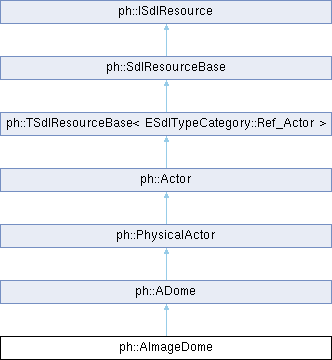 ph::ISdlResource
ph::SdlResourceBase
ph::TSdlResourceBase< ESdlTypeCategory::Ref_Actor >
ph::Actor
ph::PhysicalActor
ph::ADome
ph::AImageDome